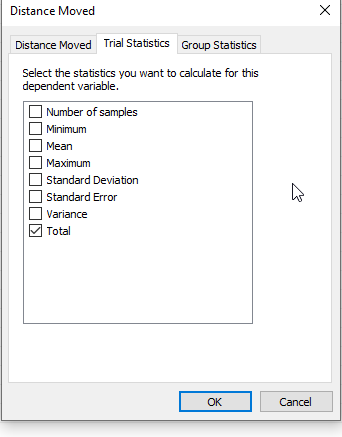 Distance Moved
Distance Moved Trial Statistics Group Statistics
Select the statistics you want to calculate for this
dependent variable.
Number of samples
Minimum
Mean
Maximum
Standard Deviation
Standard Error
Variance
Total
OK Cancel